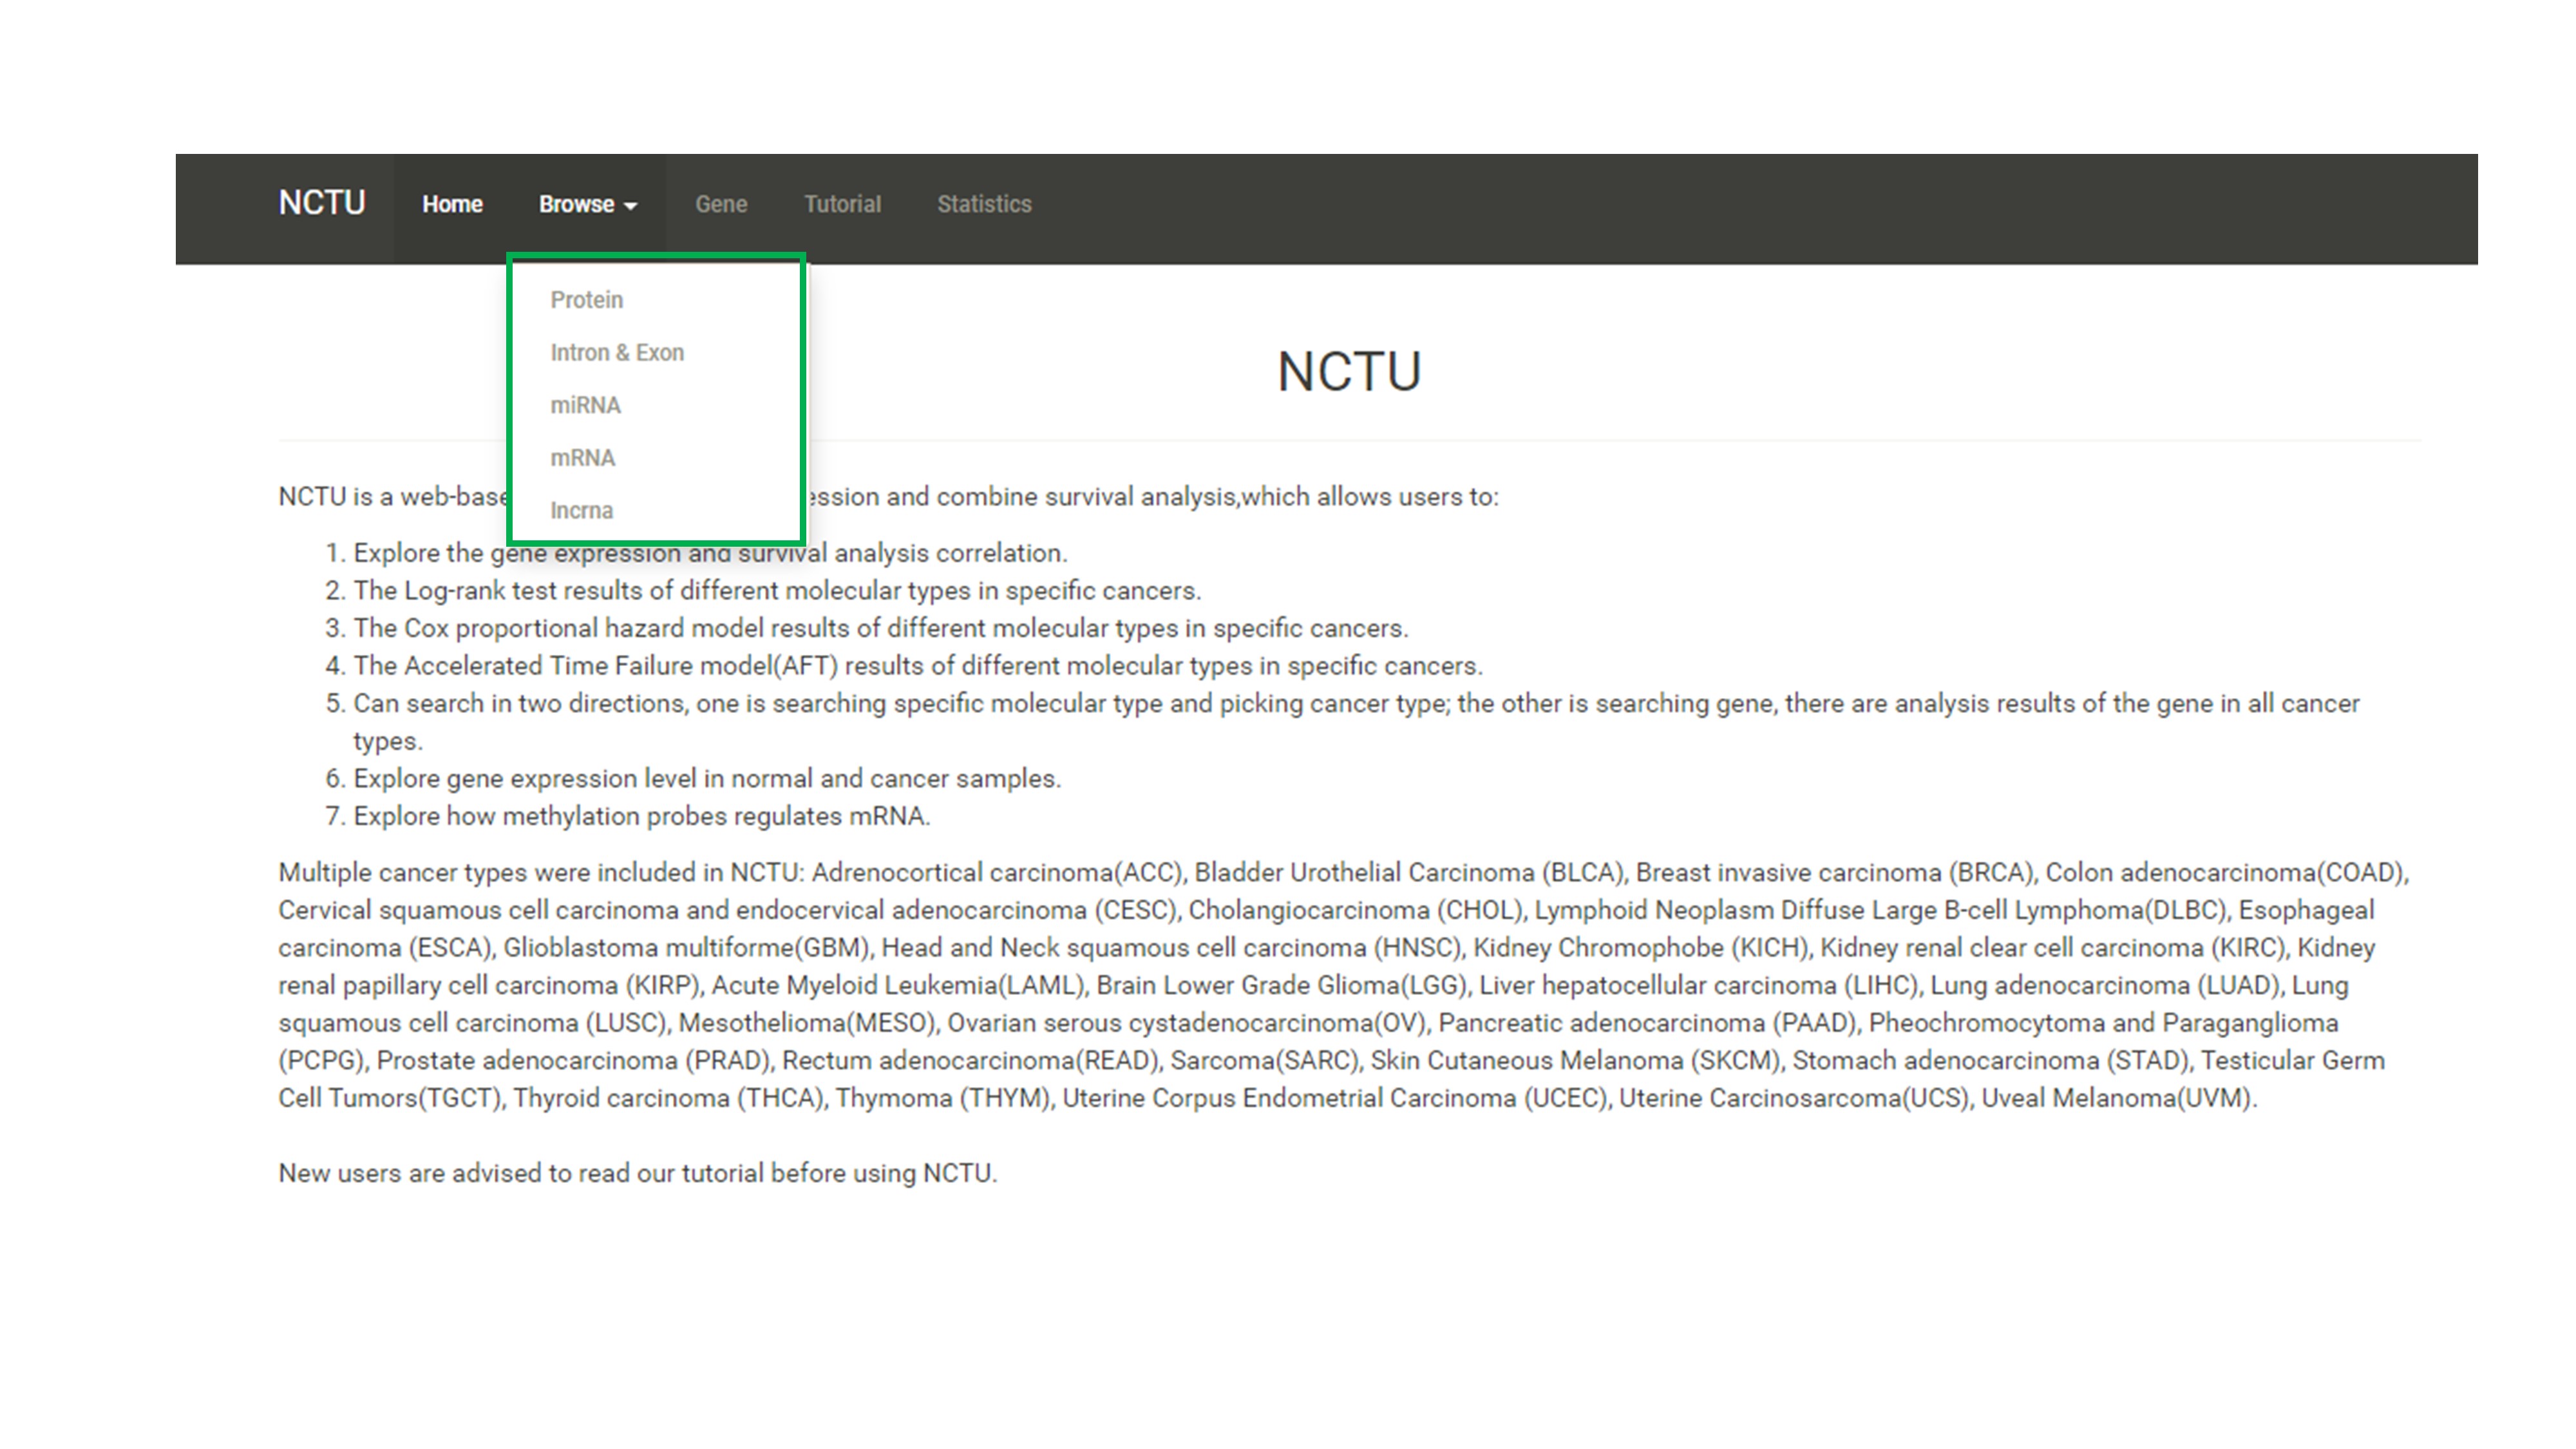 NCTU Home Browse Gene Tutorial Statistics
Protein
Intron & Exon
miRNA
mRNA
lncrna
NCTU
NCTU is a web-base ession and combine survival analysis,which allows users to:
1. Explore the gene expression and survival analysis correlation.
2. The Log-rank test results of different molecular types in specific cancers.
3. The Cox proportional hazard model results of different molecular types in specific cancers.
4. The Accelerated Time Failure model(AFT) results of different molecular types in specific cancers.
5. Can search in two directions, one is searching specific molecular type and picking cancer type; the other is searching gene, there are analysis results of the gene in all cancer
types.
6. Explore gene expression level in normal and cancer samples.
7. Explore how methylation probes regulates mRNA.
Multiple cancer types were included in NCTU: Adrenocortical carcinoma(ACC), Bladder Urothelial Carcinoma (BLCA), Breast invasive carcinoma (BRCA), Colon adenocarcinoma(COAD),
Cervical squamous cell carcinoma and endocervical adenocarcinoma (CESC), Cholangiocarcinoma (CHOL), Lymphoid Neoplasm Diffuse Large B-cell Lymphoma(DLBC), Esophageal
carcinoma (ESCA), Glioblastoma multiforme(GBM), Head and Neck squamous cell carcinoma (HNSC), Kidney Chromophobe (KICH), Kidney renal clear cell carcinoma (KIRC), Kidney
renal papillary cell carcinoma (KIRP), Acute Myeloid Leukemia(LAML), Brain Lower Grade Glioma(LGG), Liver hepatocellular carcinoma (LIHC), Lung adenocarcinoma (LUAD), Lung
squamous cell carcinoma (LUSC), Mesothelioma(MESO), Ovarian serous cystadenocarcinoma(OV), Pancreatic adenocarcinoma (PAAD), Pheochromocytoma and Paraganglioma
(PCPG), Prostate adenocarcinoma (PRAD), Rectum adenocarcinoma(READ), Sarcoma(SARC), Skin Cutaneous Melanoma (SKCM), Stomach adenocarcinoma (STAD), Testicular Germ
Cell Tumors(TGCT), Thyroid carcinoma (THCA), Thymoma (THYM), Uterine Corpus Endometrial Carcinoma (UCEC), Uterine Carcinosarcoma(UCS), Uveal Melanoma(UVM).
New users are advised to read our tutorial before using NCTU.